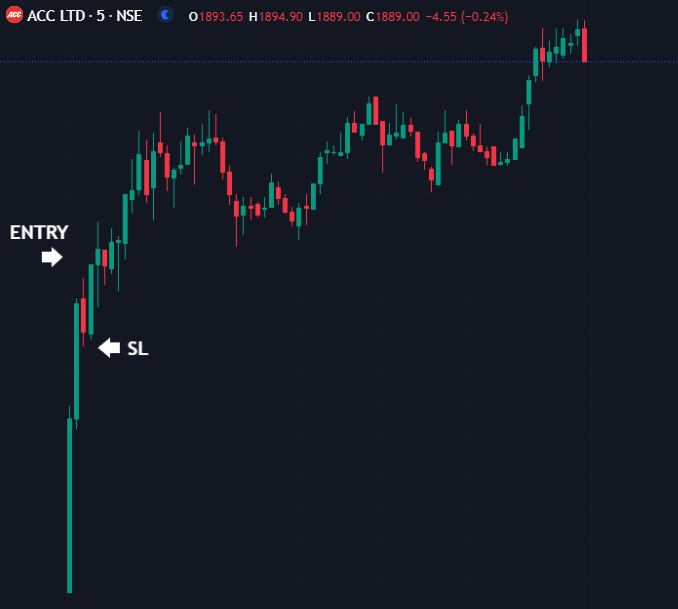 ACC ACC LTD · 5 · NSE O1893.65 H1894.90 L1889.00 C1889.00 −4.55 (−0.24%)
ENTRY
SL